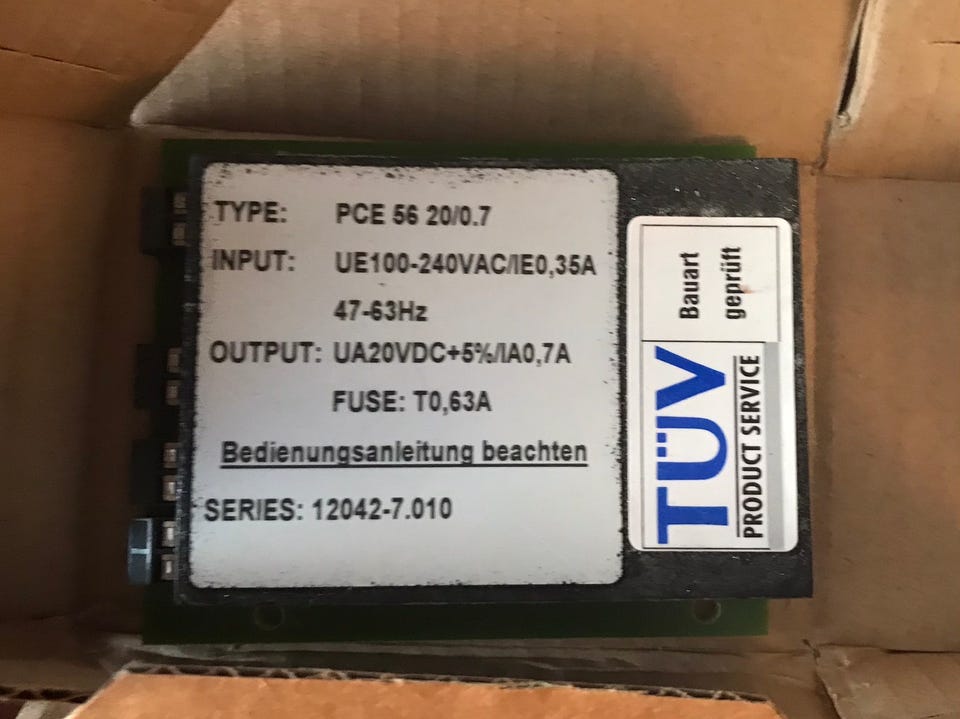 TYPE: PCE 56 20/0.7
INPUT: UE100-240VAC/IE0,35A
47-63Hz
OUTPUT: UA20VDC+5%/IA0,7A
FUSE: T0,63A
Bedienungsanleitung beachten
SERIES: 12042-7.010
Bauart
geprüft
TÜV
PRODUCT SERVICE